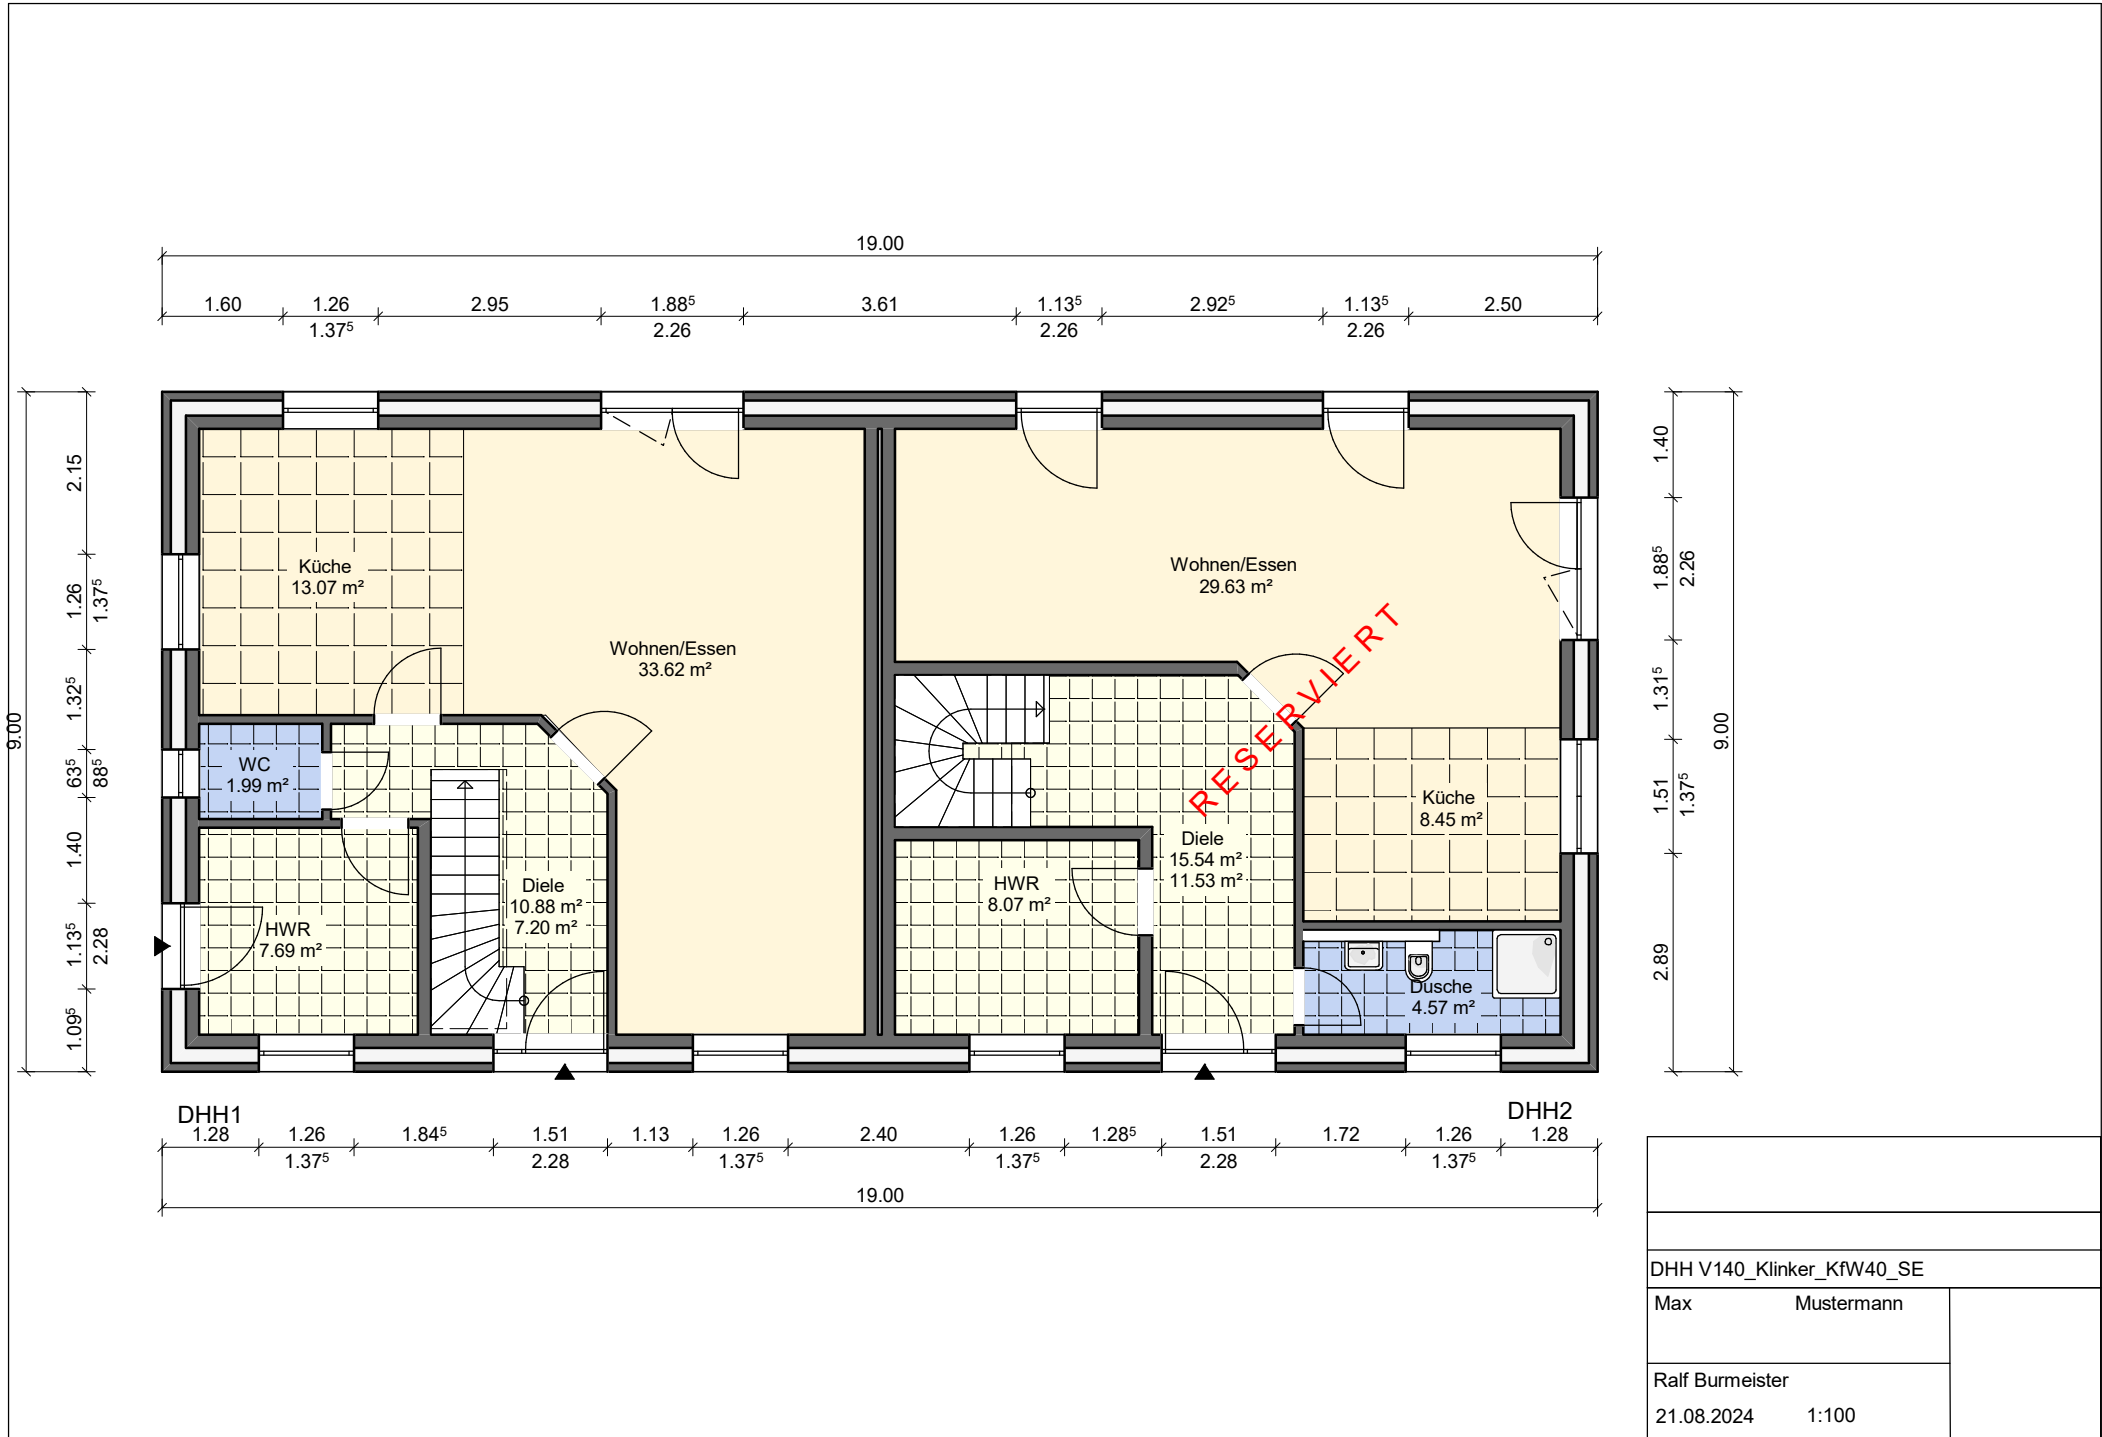 19.00
1.60 1.26 2.95 1.88⁵ 3.61 1.13⁵ 2.92⁵ 1.13⁵ 2.50
1.37⁵ 2.26 2.26 2.26
9.00
2.15
1.26
1.37⁵
1.32⁵
63⁵
88⁵
1.40
1.13⁵
2.28
1.09⁵
Küche
13.07 m²
Wohnen/Essen
33.62 m²
WC
1.99 m²
HWR
7.69 m²
Diele
10.88 m²
7.20 m²
Wohnen/Essen
29.63 m²
RESERVIERT
Küche
8.45 m²
Diele
15.54 m²
11.53 m²
HWR
8.07 m²
Dusche
4.57 m²
1.40
1.88⁵
2.26
1.31⁵
1.51
1.37⁵
2.89
9.00
DHH1
DHH2
1.28 1.26 1.84⁵ 1.51 1.13 1.26 2.40 1.26 1.28⁵ 1.51 1.72 1.26 1.28
1.37⁵ 2.28 1.37⁵ 1.37⁵ 2.28 1.37⁵
19.00
DHH V140_Klinker_KfW40_SE
Max Mustermann
Ralf Burmeister
21.08.2024 1:100